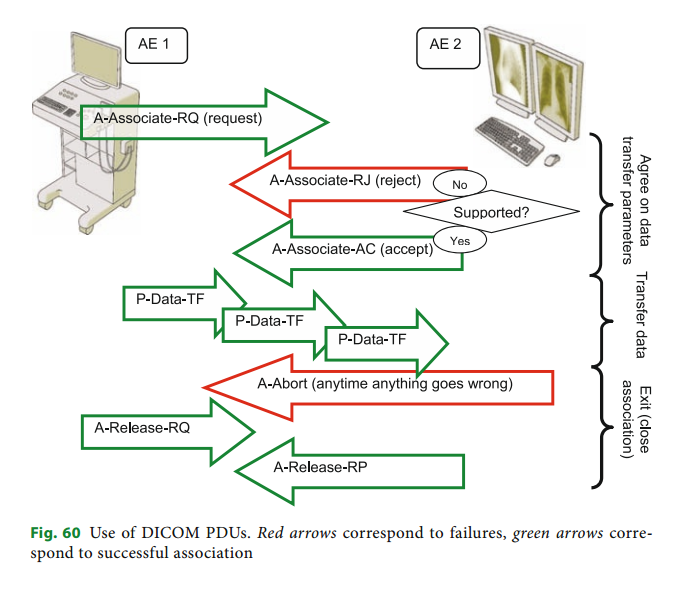 AE 1
AE 2
A-Associate-RQ (request)
A-Associate-RJ (reject)
No
Supported?
Yes
A-Associate-AC (accept)
Agree on data
transfer parameters
P-Data-TF
P-Data-TF
P-Data-TF
Transfer data
A-Abort (anytime anything goes wrong)
A-Release-RQ
A-Release-RP
Exit (close
association)
Fig. 60 Use of DICOM PDUs. Red arrows correspond to failures, green arrows corre-
spond to successful association